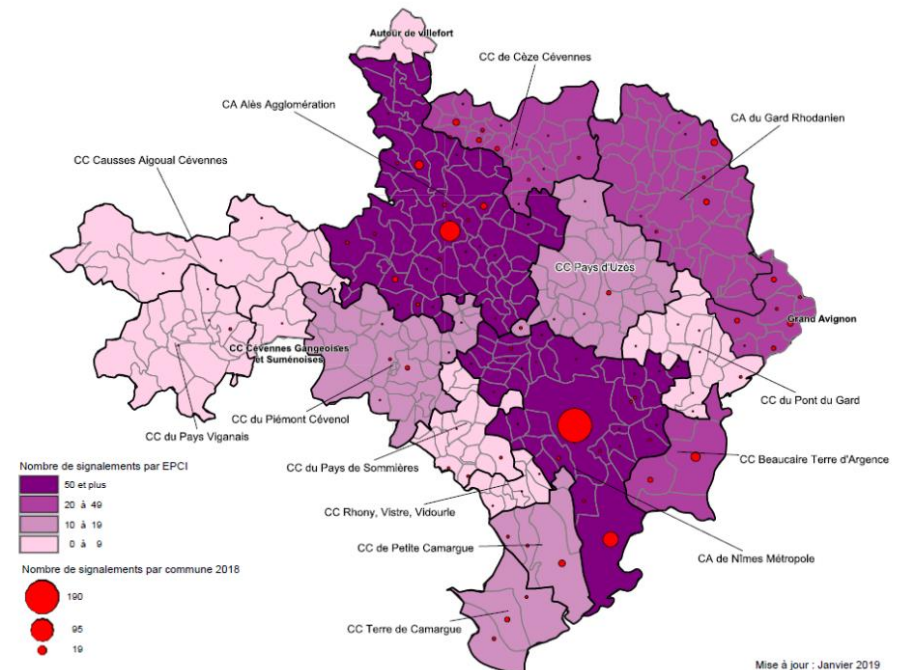 Autour de villefort
CC de Cèze Cévennes
CA Alès Agglomération
CA du Gard Rhodanien
CC Causses Aigoual Cévennes
CC Pays d'Uzès
Grand Avignon
CC Cévennes Gangeoises
et Suménoises
CC du Pont du Gard
CC du Piémont Cévenol
CC du Pays Viganais
CC Beaucaire Terre d'Argence
CC du Pays de Sommières
CC Rhony, Vistre, Vidourle
CC de Petite Camargue
CA de Nîmes Métropole
CC Terre de Camargue
Nombre de signalements par EPCI
50 et plus
20 à 49
10 à 19
0 à 9
Nombre de signalements par commune 2018
190
95
19
Mise à jour : Janvier 2019